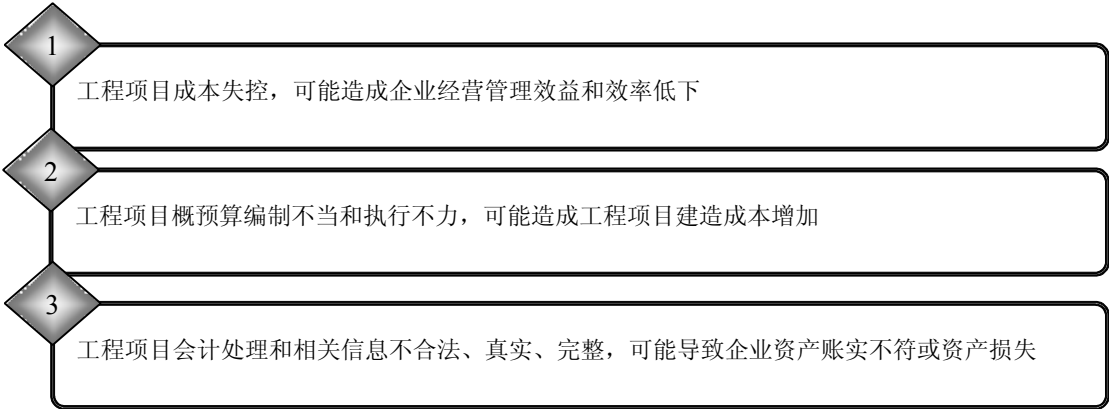 1
工程项目成本失控，可能造成企业经营管理效益和效率低下
2
工程项目概预算编制不当和执行不力，可能造成工程项目建造成本增加
3
工程项目会计处理和相关信息不合法、真实、完整，可能导致企业资产账实不符或资产损失